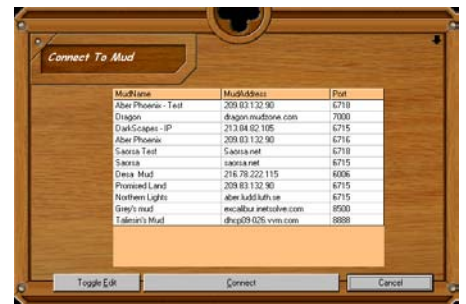 Connect To Mud
MudName MudAddress Port
Aber Phoenix - Test 209.83.132.90 6718
Dragon dragon.mudzone.com 7000
DarkScapes - IP 213.84.82.105 6715
Aber Phoenix 209.83.132.90 6716
Saorsa Test Saorsa.net 6718
Saorsa saorsa.net 6715
Desa Mud 216.78.222.115 6006
Promised Land 209.83.132.90 6715
Northern Lights aber.ludd.luth.se 6715
Grey's mud excalibur.inetsolve.com 8500
Taliesin's Mud dhcp09-026.vvm.com 8888
Toggle Edit Connect Cancel